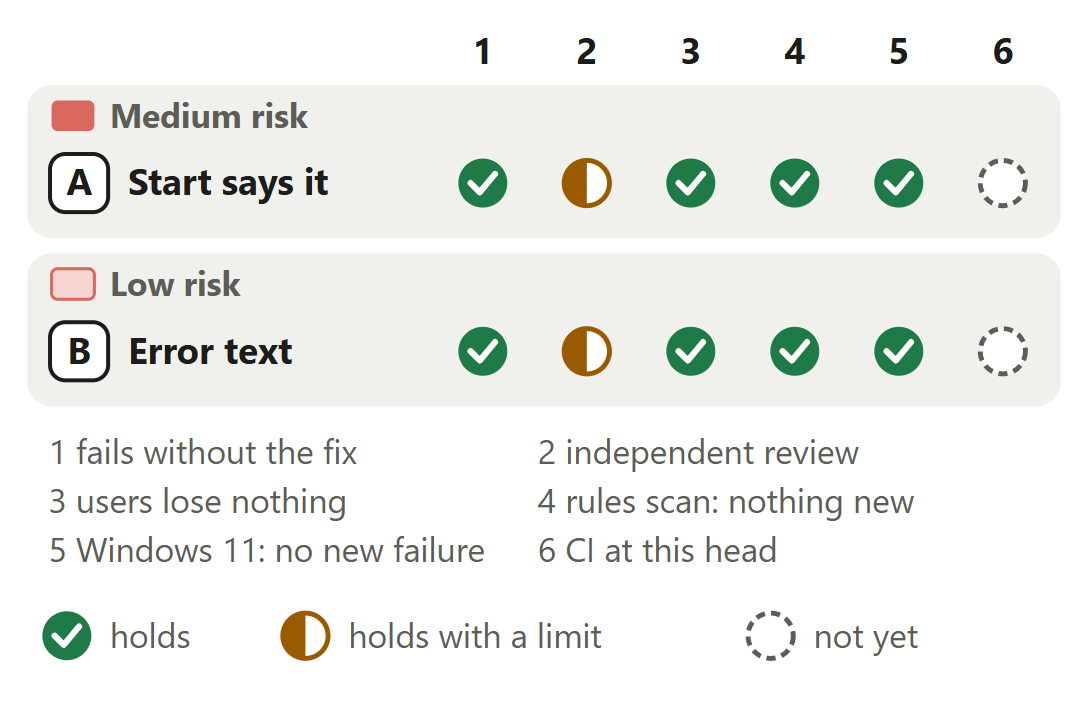 1 2 3 4 5 6
Medium risk
A Start says it
Low risk
B Error text
1 fails without the fix 2 independent review
3 users lose nothing 4 rules scan: nothing new
5 Windows 11: no new failure 6 CI at this head
holds holds with a limit not yet